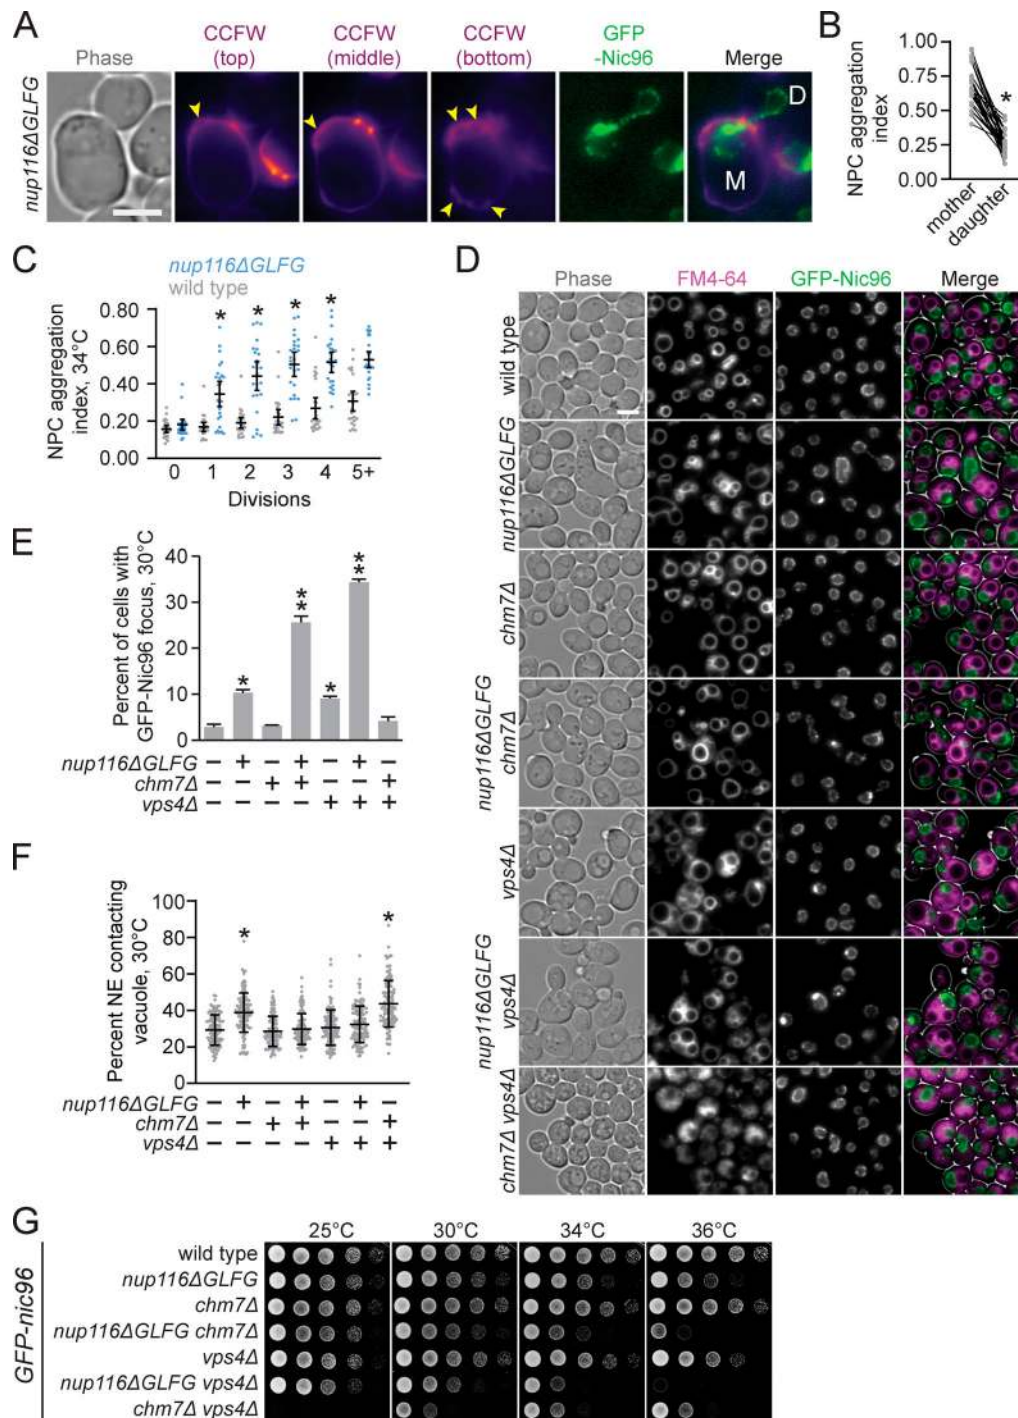 A
Phase
CCFW
(top)
CCFW
(middle)
CCFW
(bottom)
GFP
-Nic96
Merge
nup116ΔGLFG
D
M
B
NPC aggregation
index
0.95
0.75
0.50
0.25
0.00
*
mother
daughter
C
nup116ΔGLFG
wild type
NPC aggregation
index, 34°C
0.80
0.60
0.40
0.20
0.00
* * * *
0 1 2 3 4 5+
Divisions
D
Phase
FM4-64
GFP-Nic96
Merge
wild type
nup116ΔGLFG
chm7Δ
nup116ΔGLFG
chm7Δ
vps4Δ
nup116ΔGLFG
vps4Δ
chm7Δ vps4Δ
E
Percent of cells with
GFP-Nic96 focus, 30°C
40
30
20
10
0
* ** * **
nup116ΔGLFG – + – + – + –
chm7Δ – – + + – – +
vps4Δ – – – – + + +
F
Percent NE contacting
vacuole, 30°C
100
80
60
40
20
0
* *
nup116ΔGLFG – + – + – + –
chm7Δ – – + + – – +
vps4Δ – – – – + + +
G
25°C 30°C 34°C 36°C
GFP-nic96
wild type
nup116ΔGLFG
chm7Δ
nup116ΔGLFG chm7Δ
vps4Δ
nup116ΔGLFG vps4Δ
chm7Δ vps4Δ